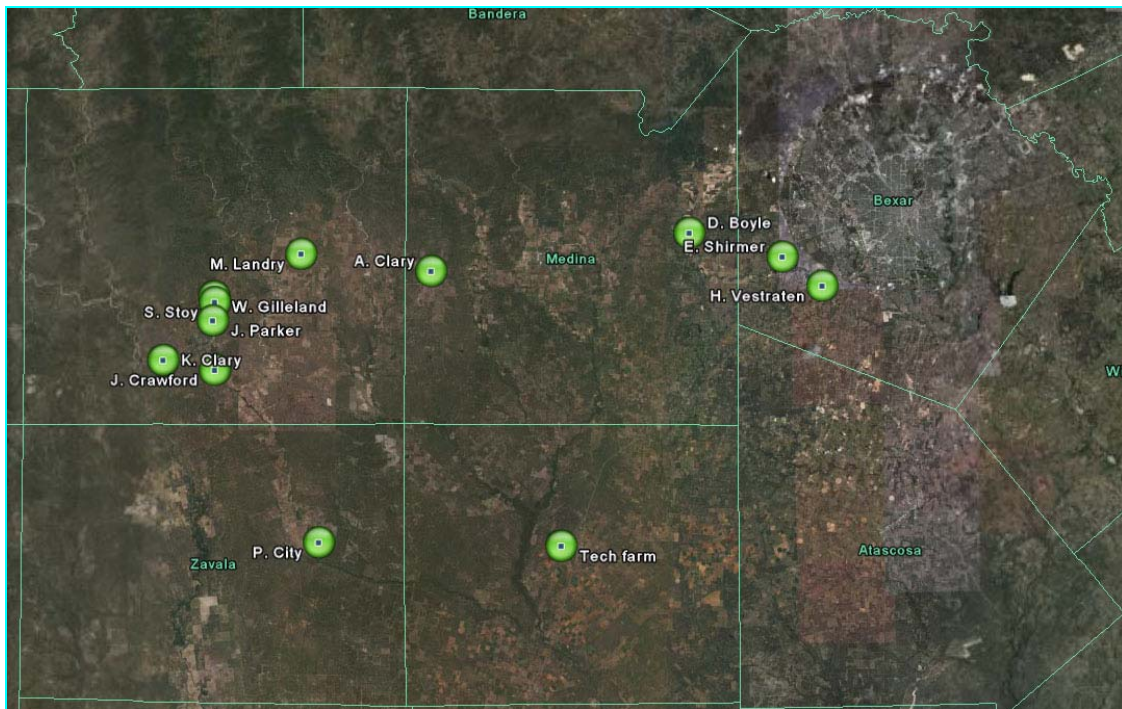 Bandera
Bexar
D. Boyle
E. Shirmer
M. Landry
A. Clary
Medina
H. Vestraten
S. Stoy
W. Gilleland
J. Parker
K. Clary
J. Crawford
W
P. City
Zavala
Tech farm
Atascosa